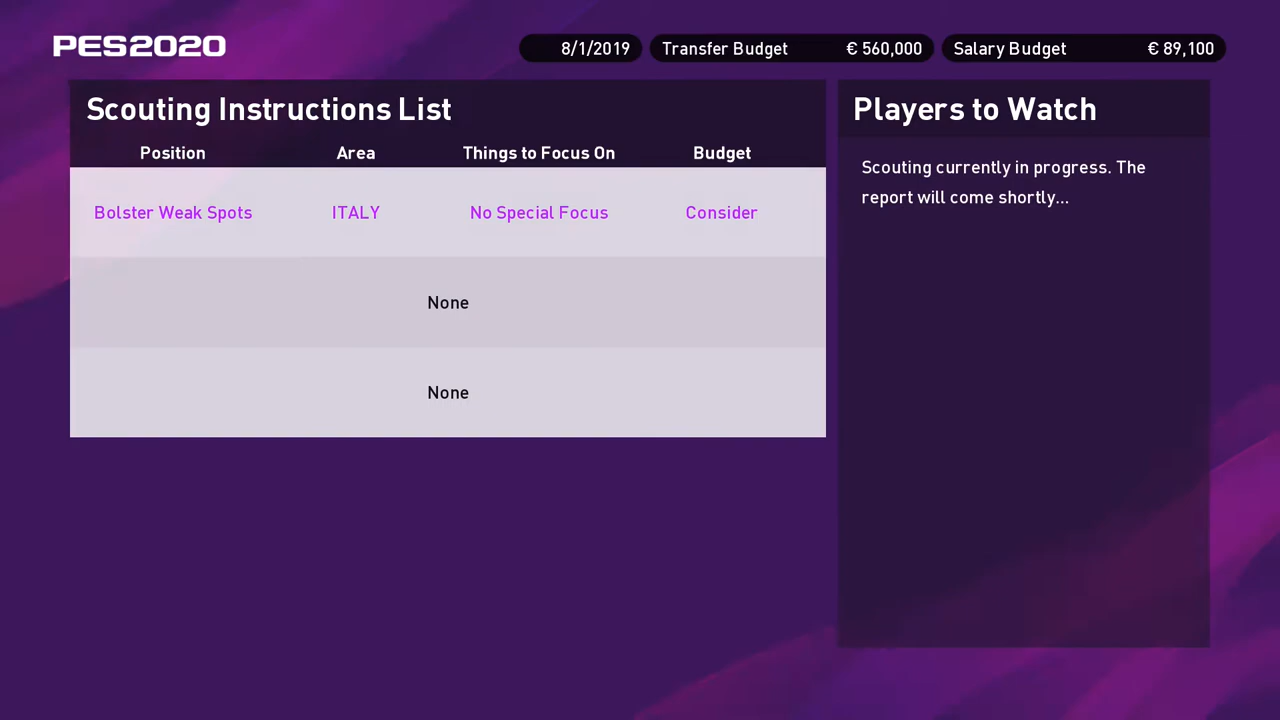 PES2020
8/1/2019 Transfer Budget € 560,000 Salary Budget € 89,100
Scouting Instructions List
Position Area Things to Focus On Budget
Bolster Weak Spots ITALY No Special Focus Consider
None
None
Players to Watch
Scouting currently in progress. The
report will come shortly...